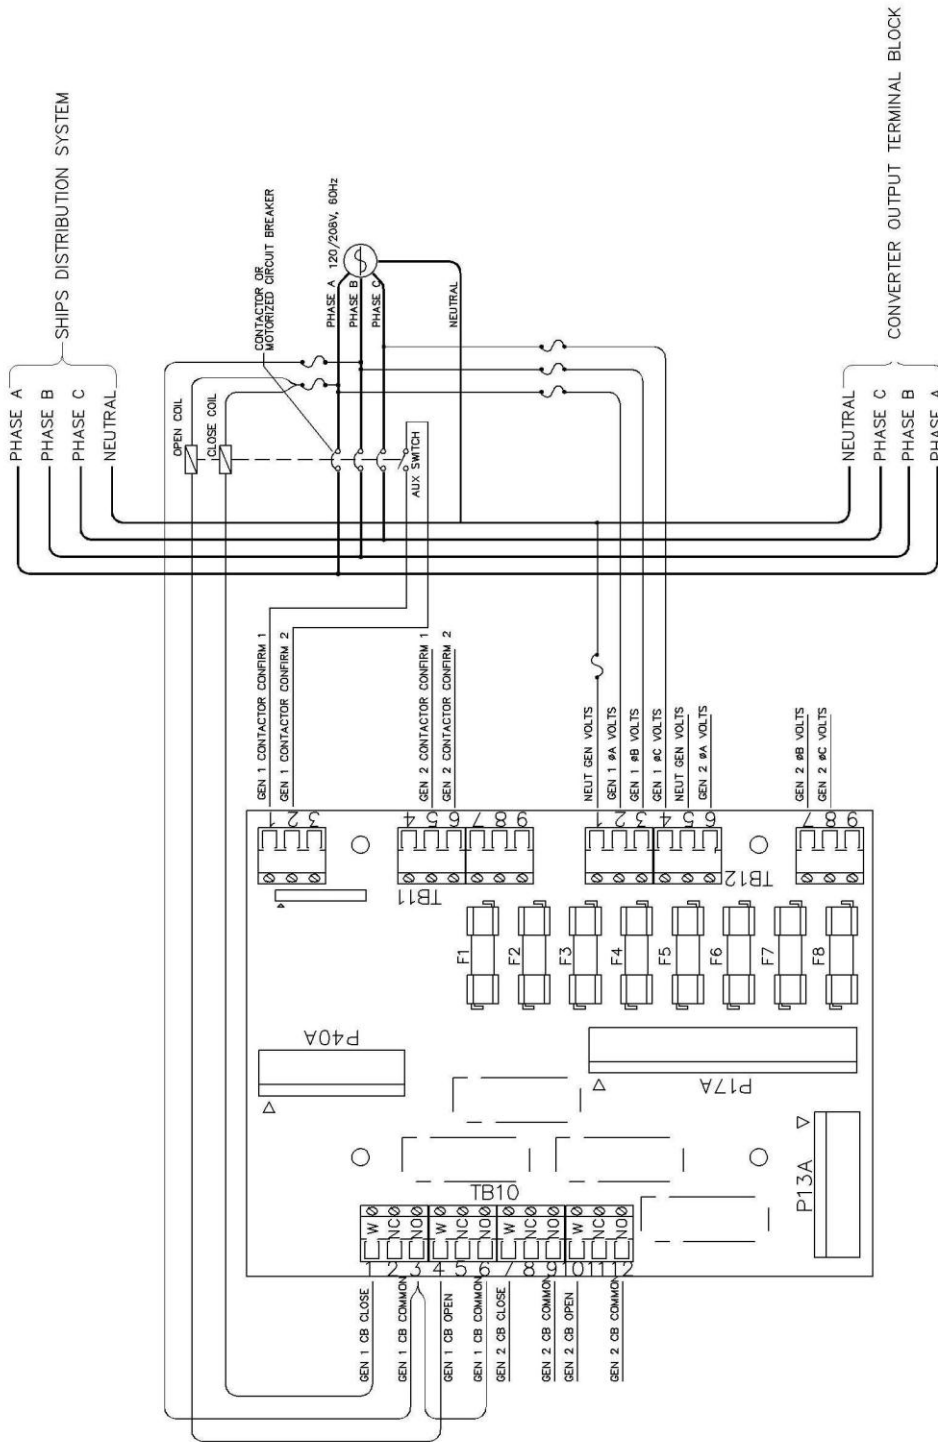 SHIPS DISTRIBUTION SYSTEM
PHASE A
PHASE B
PHASE C
NEUTRAL
OPEN COIL
CLOSE COIL
CONTACTOR OR
MOTORIZED CIRCUIT BREAKER
PHASE A 120/208V, 60Hz
PHASE B
PHASE C
NEUTRAL
AUX SWITCH
CONVERTER OUTPUT TERMINAL BLOCK
NEUTRAL
PHASE C
PHASE B
PHASE A
GEN 1 CONTACTOR CONFIRM 1
GEN 1 CONTACTOR CONFIRM 2
GEN 2 CONTACTOR CONFIRM 1
GEN 2 CONTACTOR CONFIRM 2
NEUT GEN VOLTS
GEN 1 øA VOLTS
GEN 1 øB VOLTS
GEN 1 øC VOLTS
NEUT GEN VOLTS
GEN 2 øA VOLTS
GEN 2 øB VOLTS
GEN 2 øC VOLTS
1
2
3
4
5
6
7
8
9
TB11
1
2
3
4
5
6
7
8
9
TB12
F1
F2
F3
F4
F5
F6
F7
F8
P40A
P17A
P13A
TB10
W
NC
NO
W
NC
NO
W
NC
NO
W
NC
NO
1
2
3
4
5
6
7
8
9
10
11
12
GEN 1 CB CLOSE
GEN 1 CB COMMON
GEN 1 CB OPEN
GEN 1 CB COMMON
GEN 2 CB CLOSE
GEN 2 CB COMMON
GEN 2 CB OPEN
GEN 2 CB COMMON